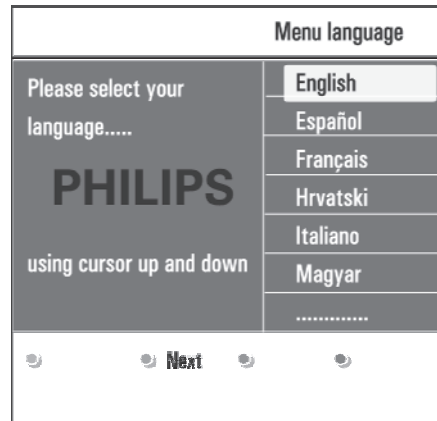 Menu language
Please select your
language.....
PHILIPS
using cursor up and down
English
Español
Français
Hrvatski
Italiano
Magyar
.............
Next